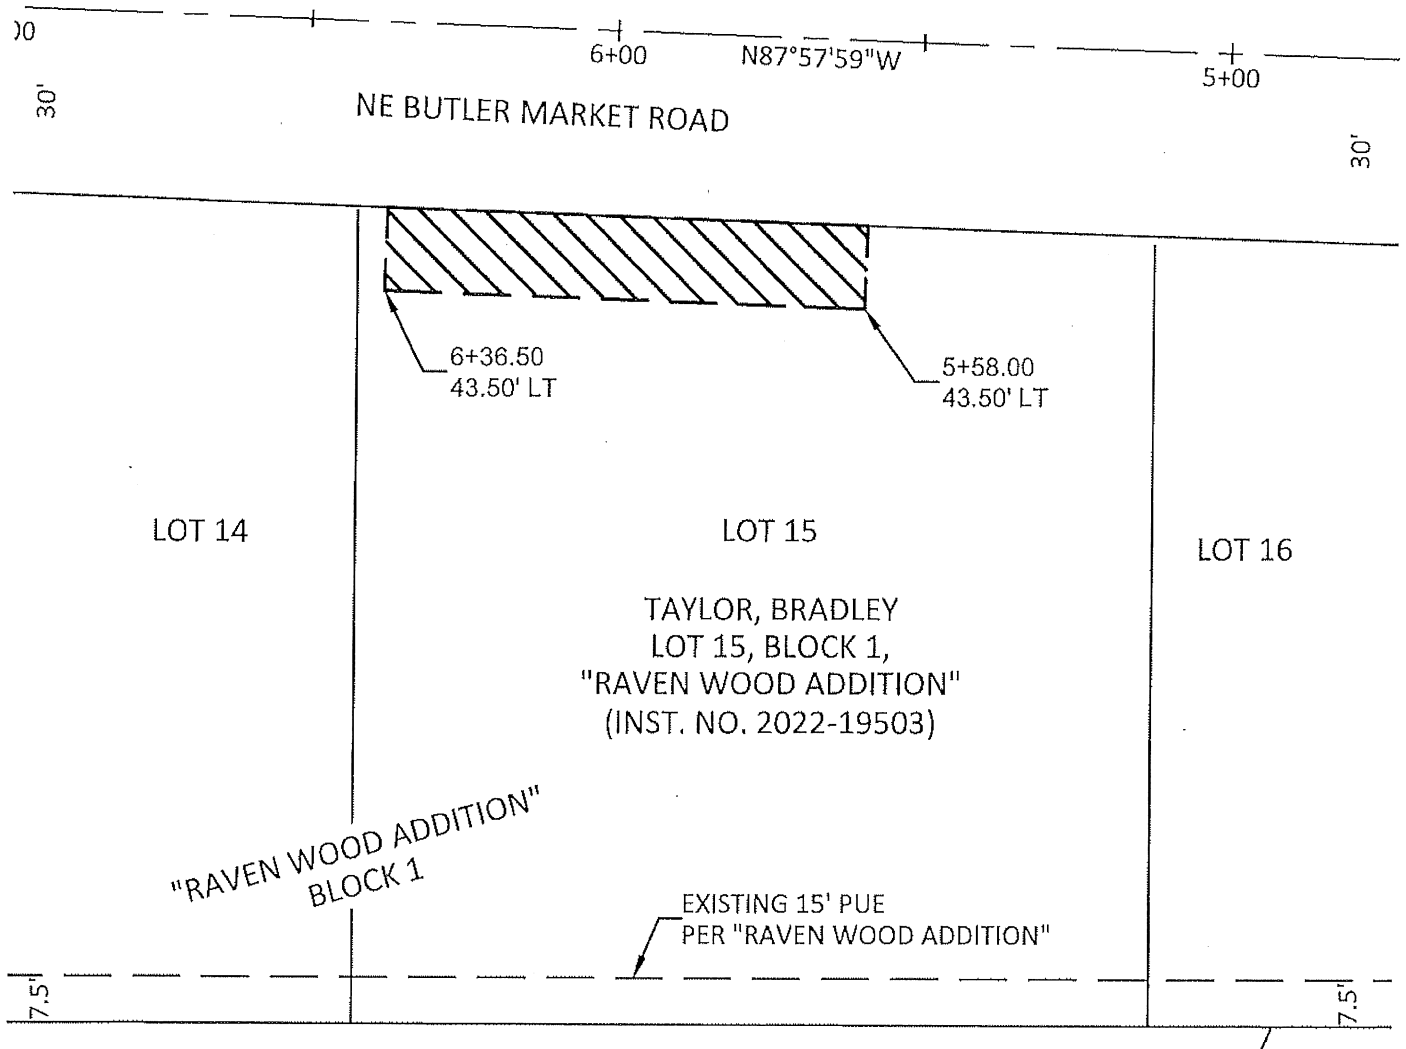 00
6+00
N87°57'59"W
5+00
30'
NE BUTLER MARKET ROAD
30'
6+36.50
43.50' LT
5+58.00
43.50' LT
LOT 14
LOT 15
LOT 16
TAYLOR, BRADLEY
LOT 15, BLOCK 1,
"RAVEN WOOD ADDITION"
(INST. NO. 2022-19503)
"RAVEN WOOD ADDITION"
BLOCK 1
EXISTING 15' PUE
PER "RAVEN WOOD ADDITION"
7.5'
7.5'